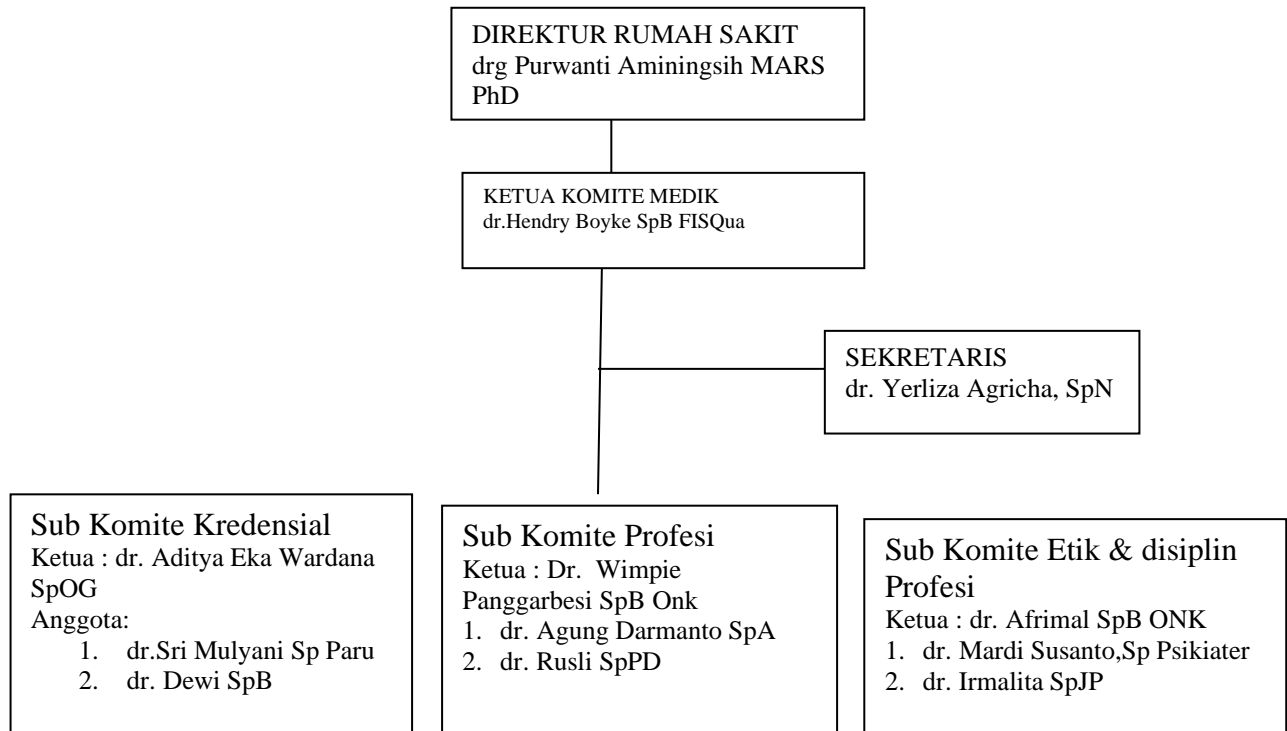 DIREKTUR RUMAH SAKIT
drg Purwanti Aminingsih MARS
PhD
KETUA KOMITE MEDIK
dr.Hendry Boyke SpB FISQua
SEKRETARIS
dr. Yerliza Agricha, SpN
Sub Komite Kredensial
Ketua : dr. Aditya Eka Wardana
SpOG
Anggota:
1. dr.Sri Mulyani Sp Paru
2. dr. Dewi SpB
Sub Komite Profesi
Ketua : Dr. Wimpie
Panggarbesi SpB Onk
1. dr. Agung Darmanto SpA
2. dr. Rusli SpPD
Sub Komite Etik & disiplin
Profesi
Ketua : dr. Afrimal SpB ONK
1. dr. Mardi Susanto,Sp Psikiater
2. dr. Irmalita SpJP